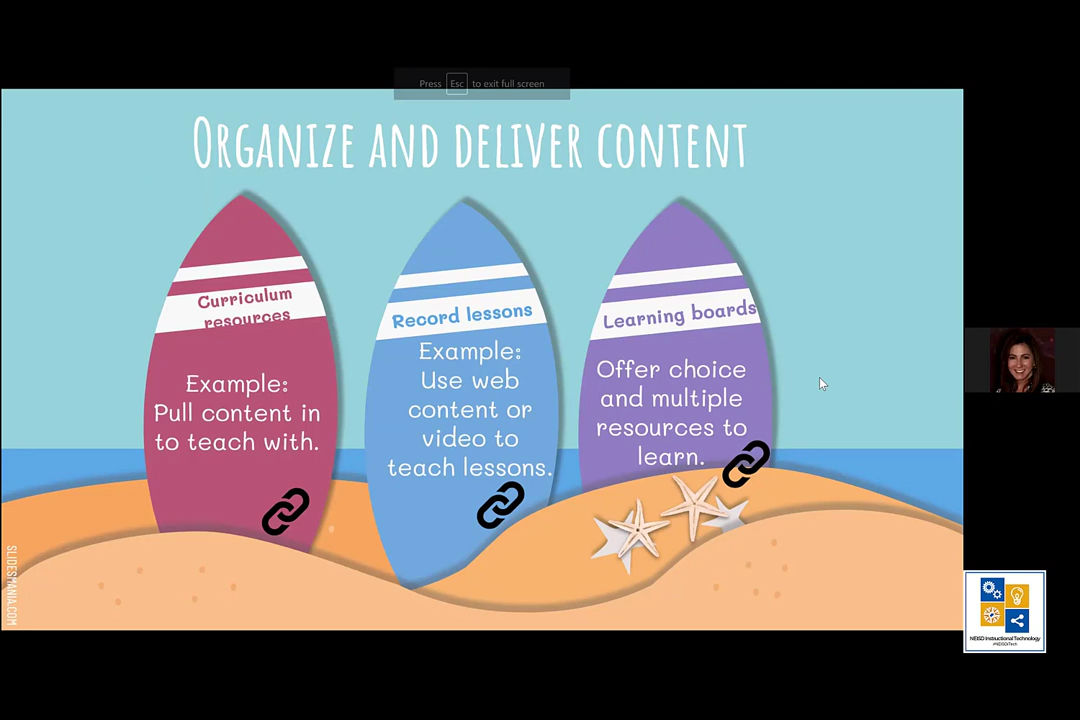 Press Esc to exit full screen
Organize and deliver content
Curriculum
resources
Example:
Pull content in
to teach with.
Record lessons
Example:
Use web
content or
video to
teach lessons.
Learning boards
Offer choice
and multiple
resources to
learn.
SLIDESMANIA.COM
NEISD Instructional Technology
#NEISDiTech